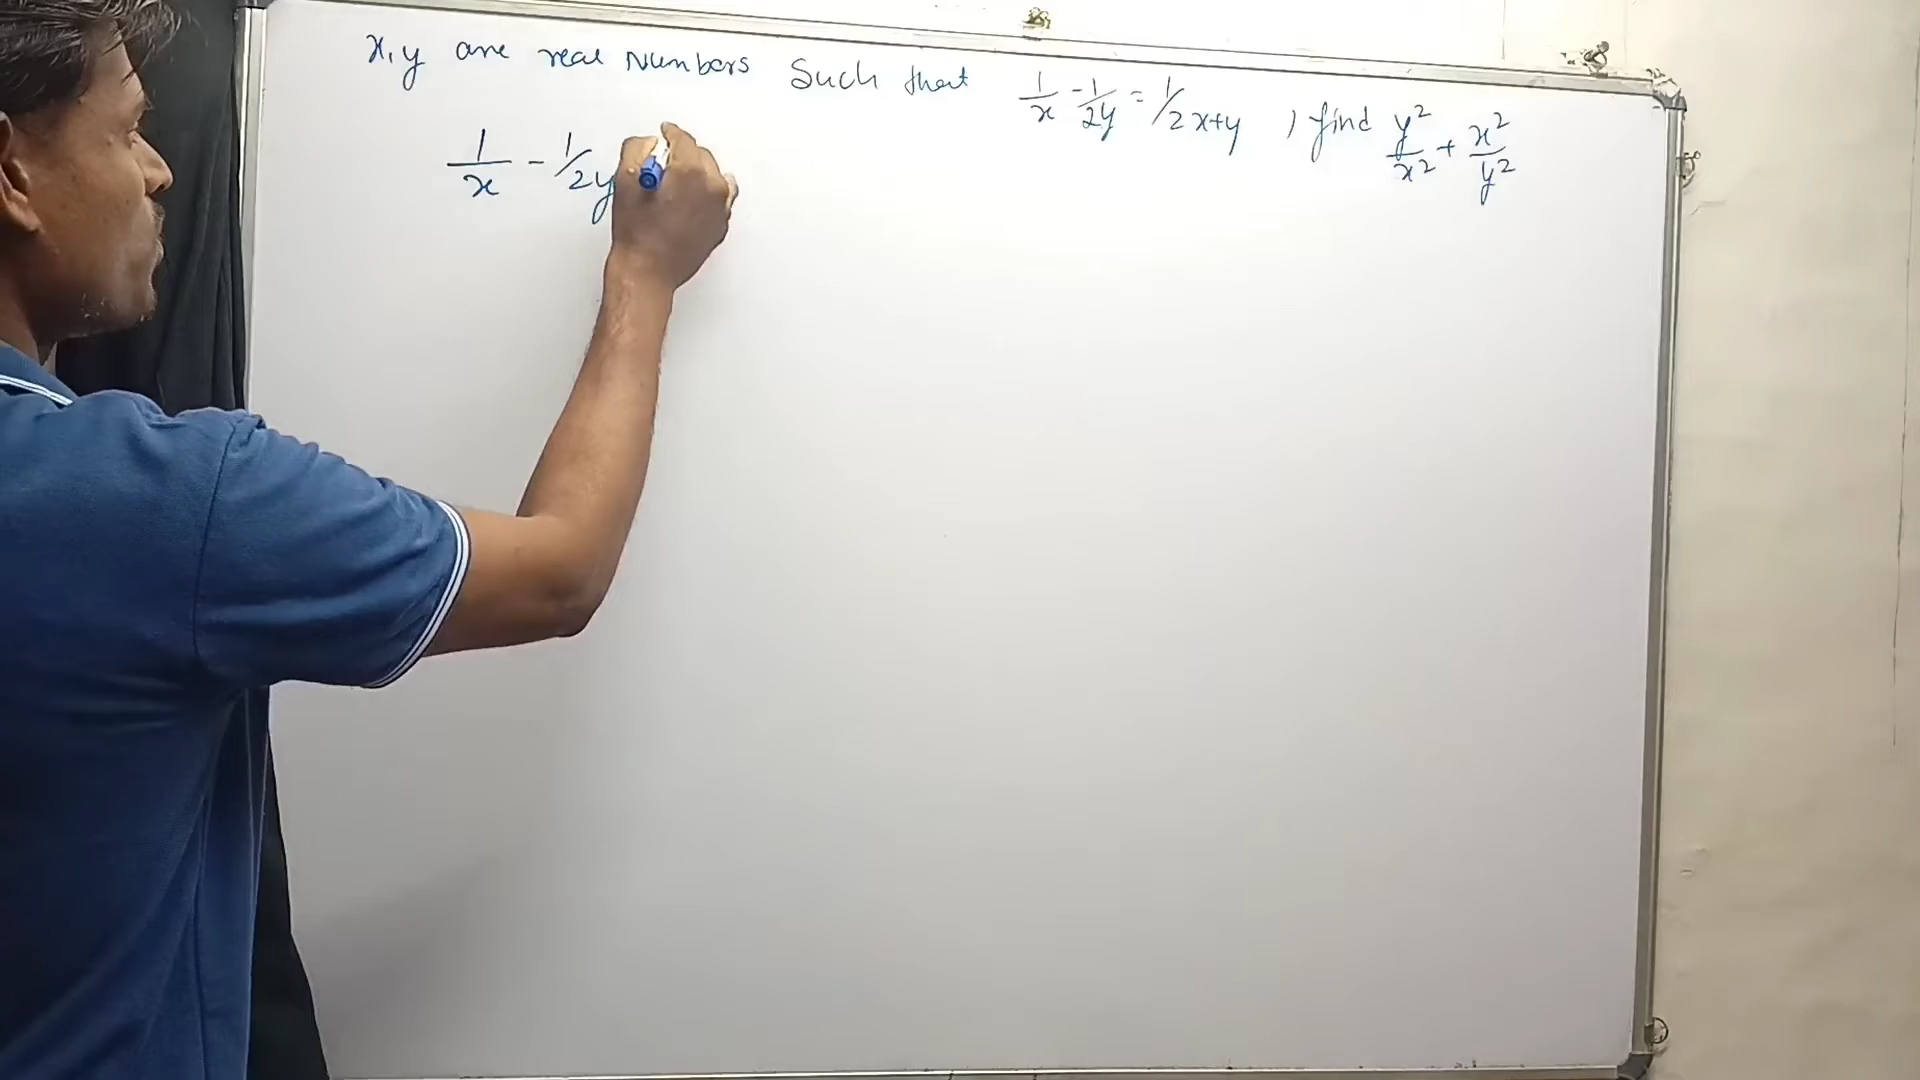 x, y are real Numbers Such that 1/x - 1/2y = 1/2x+y , find y²/x² + x²/y²
1/x - 1/2y